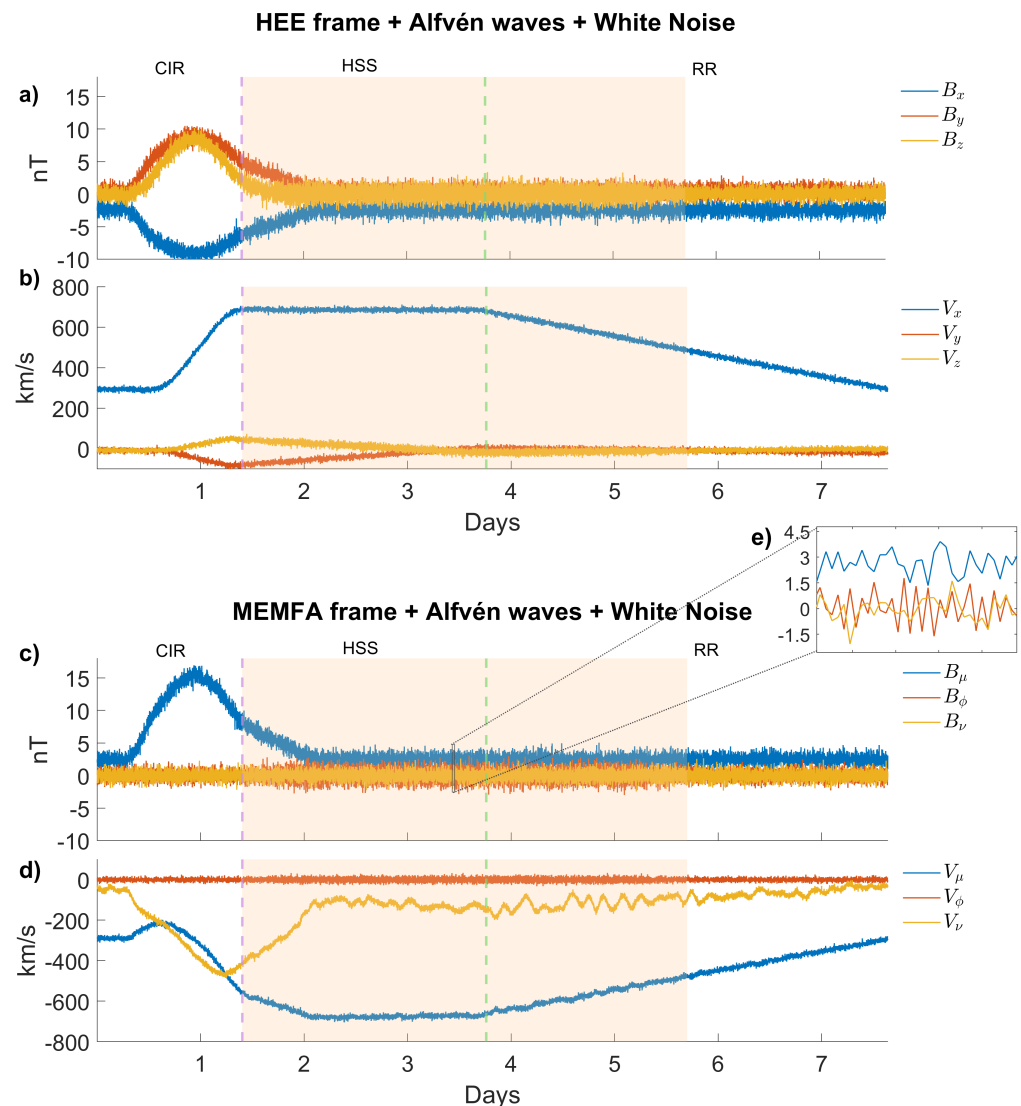 HEE frame + Alfvén waves + White Noise
CIR HSS RR
a)
15
10
5
0
-5
-10
nT
B_x
B_y
B_z
b)
800
600
400
200
0
km/s
V_x
V_y
V_z
1 2 3 4 5 6 7
Days
e)
4.5
3
1.5
0
-1.5
MEMFA frame + Alfvén waves + White Noise
CIR HSS RR
c)
15
10
5
0
-5
-10
nT
B_μ
B_ϕ
B_ν
d)
0
-200
-400
-600
-800
km/s
V_μ
V_ϕ
V_ν
1 2 3 4 5 6 7
Days